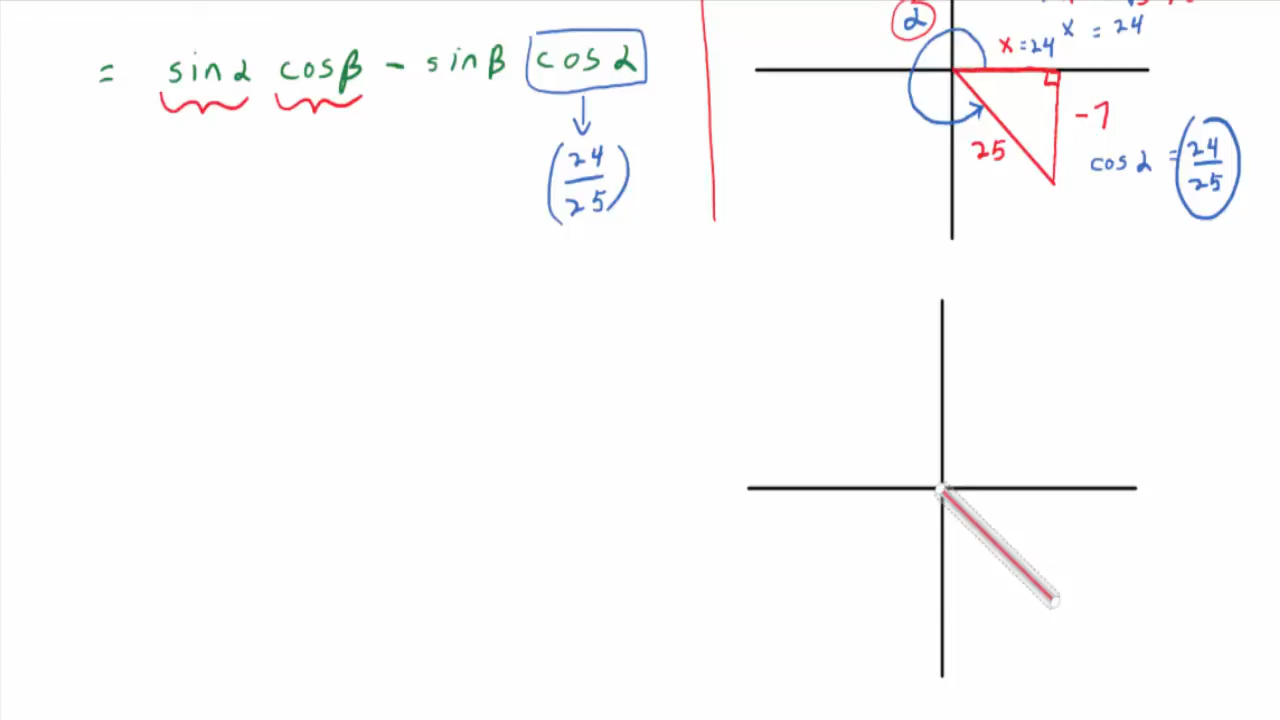 = sin α cos β − sin β cos α
(24/25)
α
x = 24
x = 24
−7
25
cos α = 24/25